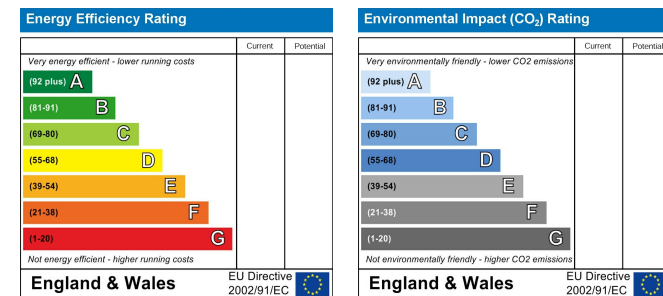 Energy Efficiency Rating
Current Potential
Very energy efficient - lower running costs
(92 plus) A
(81-91) B
(69-80) C
(55-68) D
(39-54) E
(21-38) F
(1-20) G
Not energy efficient - higher running costs
England & Wales
EU Directive
2002/91/EC
Environmental Impact (CO₂) Rating
Current Potential
Very environmentally friendly - lower CO2 emissions
(92 plus) A
(81-91) B
(69-80) C
(55-68) D
(39-54) E
(21-38) F
(1-20) G
Not environmentally friendly - higher CO2 emissions
England & Wales
EU Directive
2002/91/EC